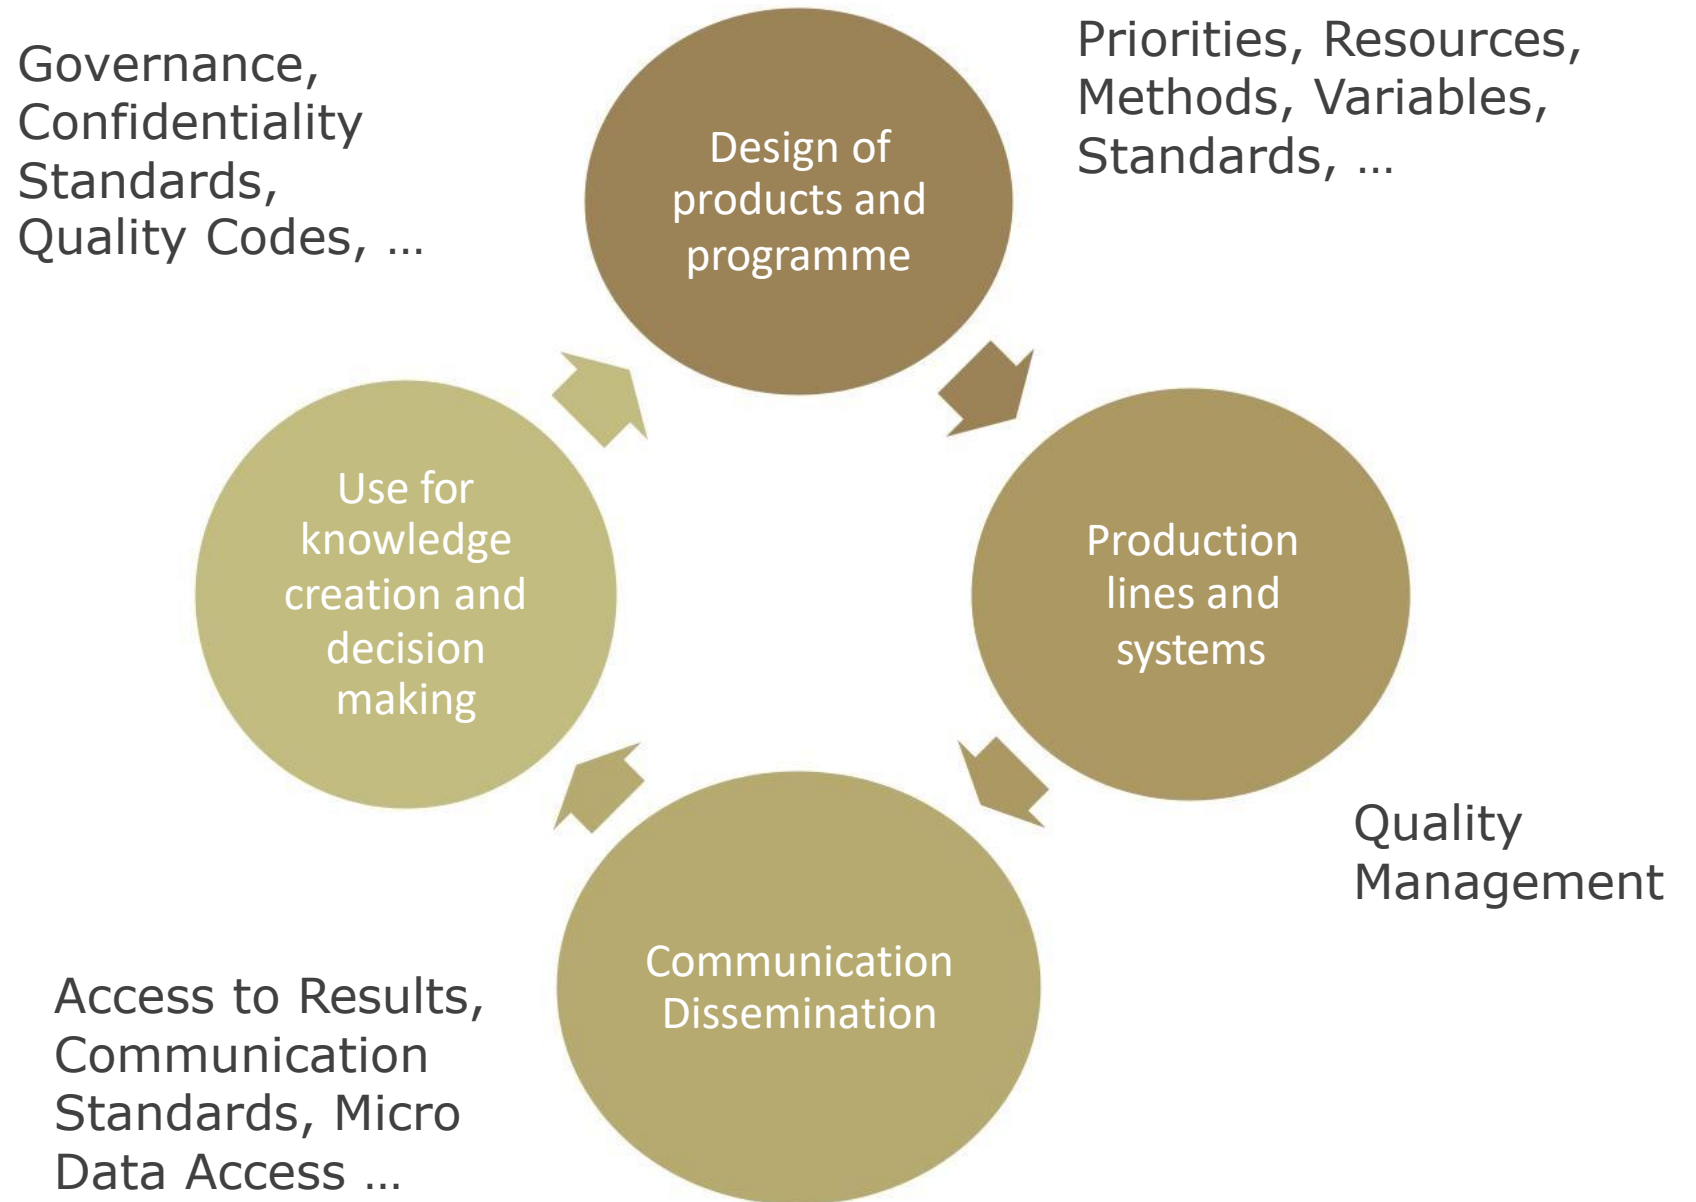 Governance,
Confidentiality
Standards,
Quality Codes, …
Priorities, Resources,
Methods, Variables,
Standards, …
Design of
products and
programme
Use for
knowledge
creation and
decision
making
Production
lines and
systems
Quality
Management
Communication
Dissemination
Access to Results,
Communication
Standards, Micro
Data Access …